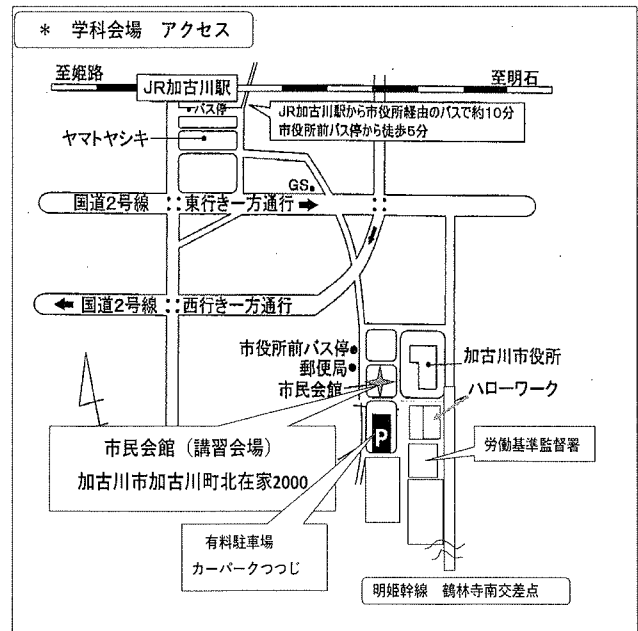 * 学科会場 アクセス
至姫路
JR加古川駅
至明石
•バス停
JR加古川駅から市役所経由のバスで約10分
市役所前バス停から徒歩5分
ヤマトヤシキ
GS
国道2号線
東行き一方通行
国道2号線
西行き一方通行
市役所前バス停
郵便局
市民会館
加古川市役所
ハローワーク
P
労働基準監督署
市民会館(講習会場)
加古川市加古川町北在家2000
有料駐車場
カーパークつつじ
明姫幹線 鶴林寺南交差点